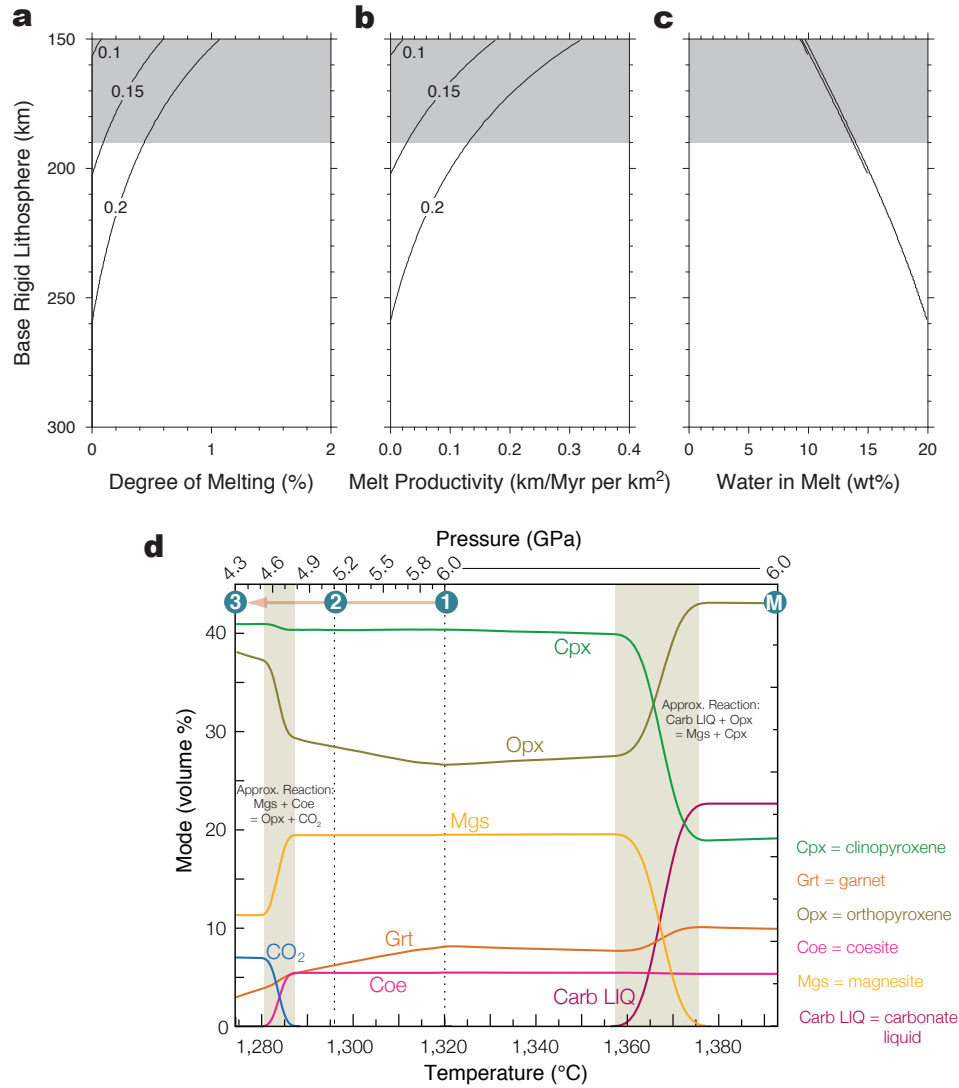 a
b
c
150
200
250
300
Base Rigid Lithosphere (km)
0.1
0.15
0.2
0.1
0.15
0.2
0 1 2
0.0 0.1 0.2 0.3 0.4
0 5 10 15 20
Degree of Melting (%)
Melt Productivity (km/Myr per km²)
Water in Melt (wt%)
d
Pressure (GPa)
4.3 4.6 4.9 5.2 5.5 5.8 6.0 6.0
3 2 1 M
40
30
20
10
0
Mode (volume %)
Cpx
Approx. Reaction:
Carb LIQ + Opx
= Mgs + Cpx
Opx
Approx. Reaction:
Mgs + Coe
= Opx + CO₂
Mgs
CO₂
Grt
Coe
Carb LIQ
1,280 1,300 1,320 1,340 1,360 1,380
Temperature (°C)
Cpx = clinopyroxene
Grt = garnet
Opx = orthopyroxene
Coe = coesite
Mgs = magnesite
Carb LIQ = carbonate
liquid